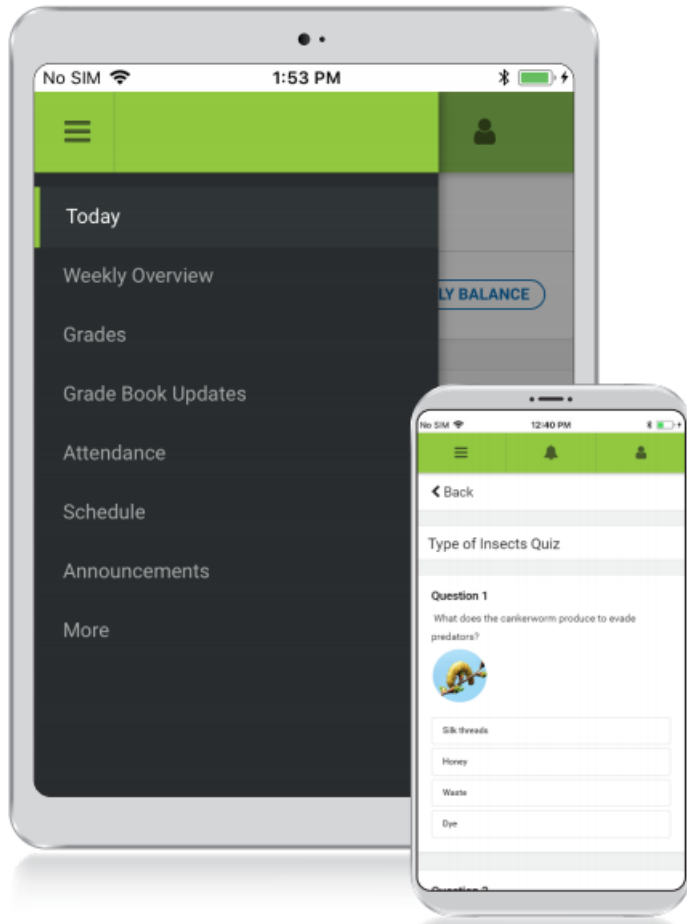 No SIM 1:53 PM
Today
Weekly Overview
LY BALANCE
Grades
Grade Book Updates
Attendance
Schedule
Announcements
More
No SIM 12:40 PM
Back
Type of Insects Quiz
Question 1
What does the cankerworm produce to evade
predators?
Silk threads
Honey
Waste
Dye
Question 2